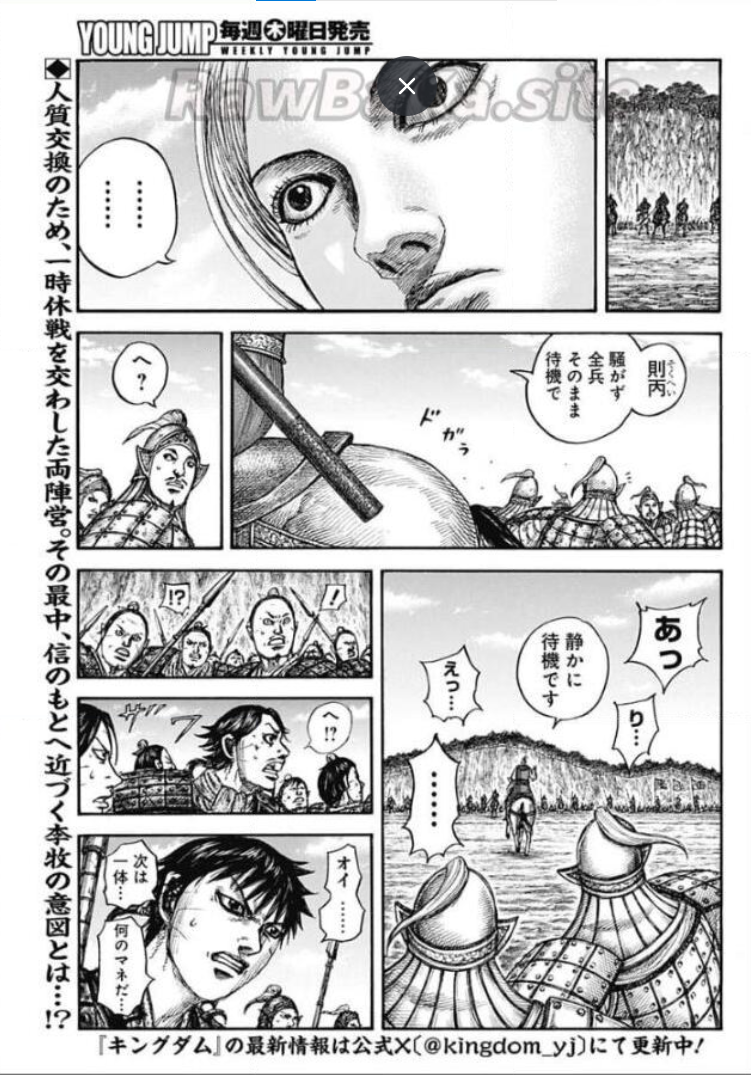 YOUNG JUMP 毎週木曜日発売
WEEKLY YOUNG JUMP
RawBaka.site
◆人質交換のため、一時休戦を交わした両陣営。その最中、信のもとへ近づく李牧の意図とは…!?
……
……
則丙
そくへい
騒がず
全兵
そのまま
待機で
ドガッ
へ?
あっ
り…
静かに
待機です
えっ…
……
!
!?
へ!?
ザワッ
オイ……
次は
一体…
何のマネだ…
『キングダム』の最新情報は公式X(@kingdom_yj)にて更新中!